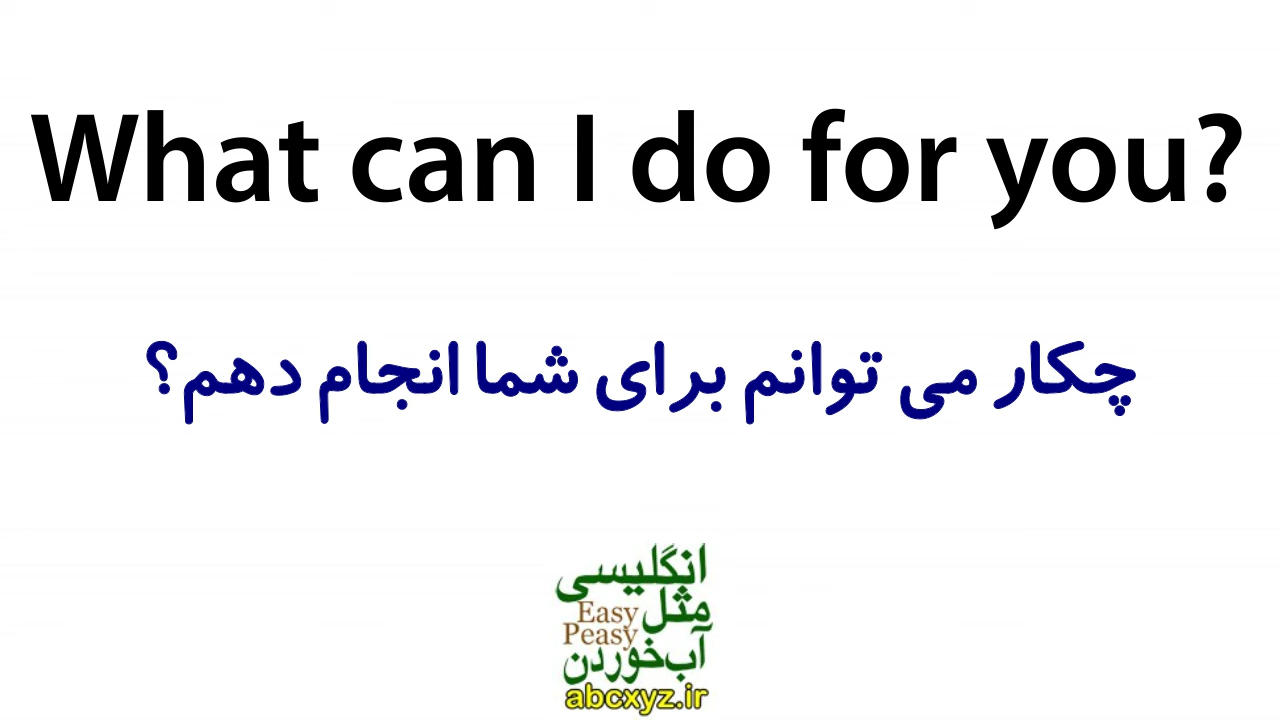 What can I do for you?
چکار می توانم برای شما انجام دهم؟
انگلیسی
مثل Easy
Peasy
آب‌خوردن
abcxyz.ir